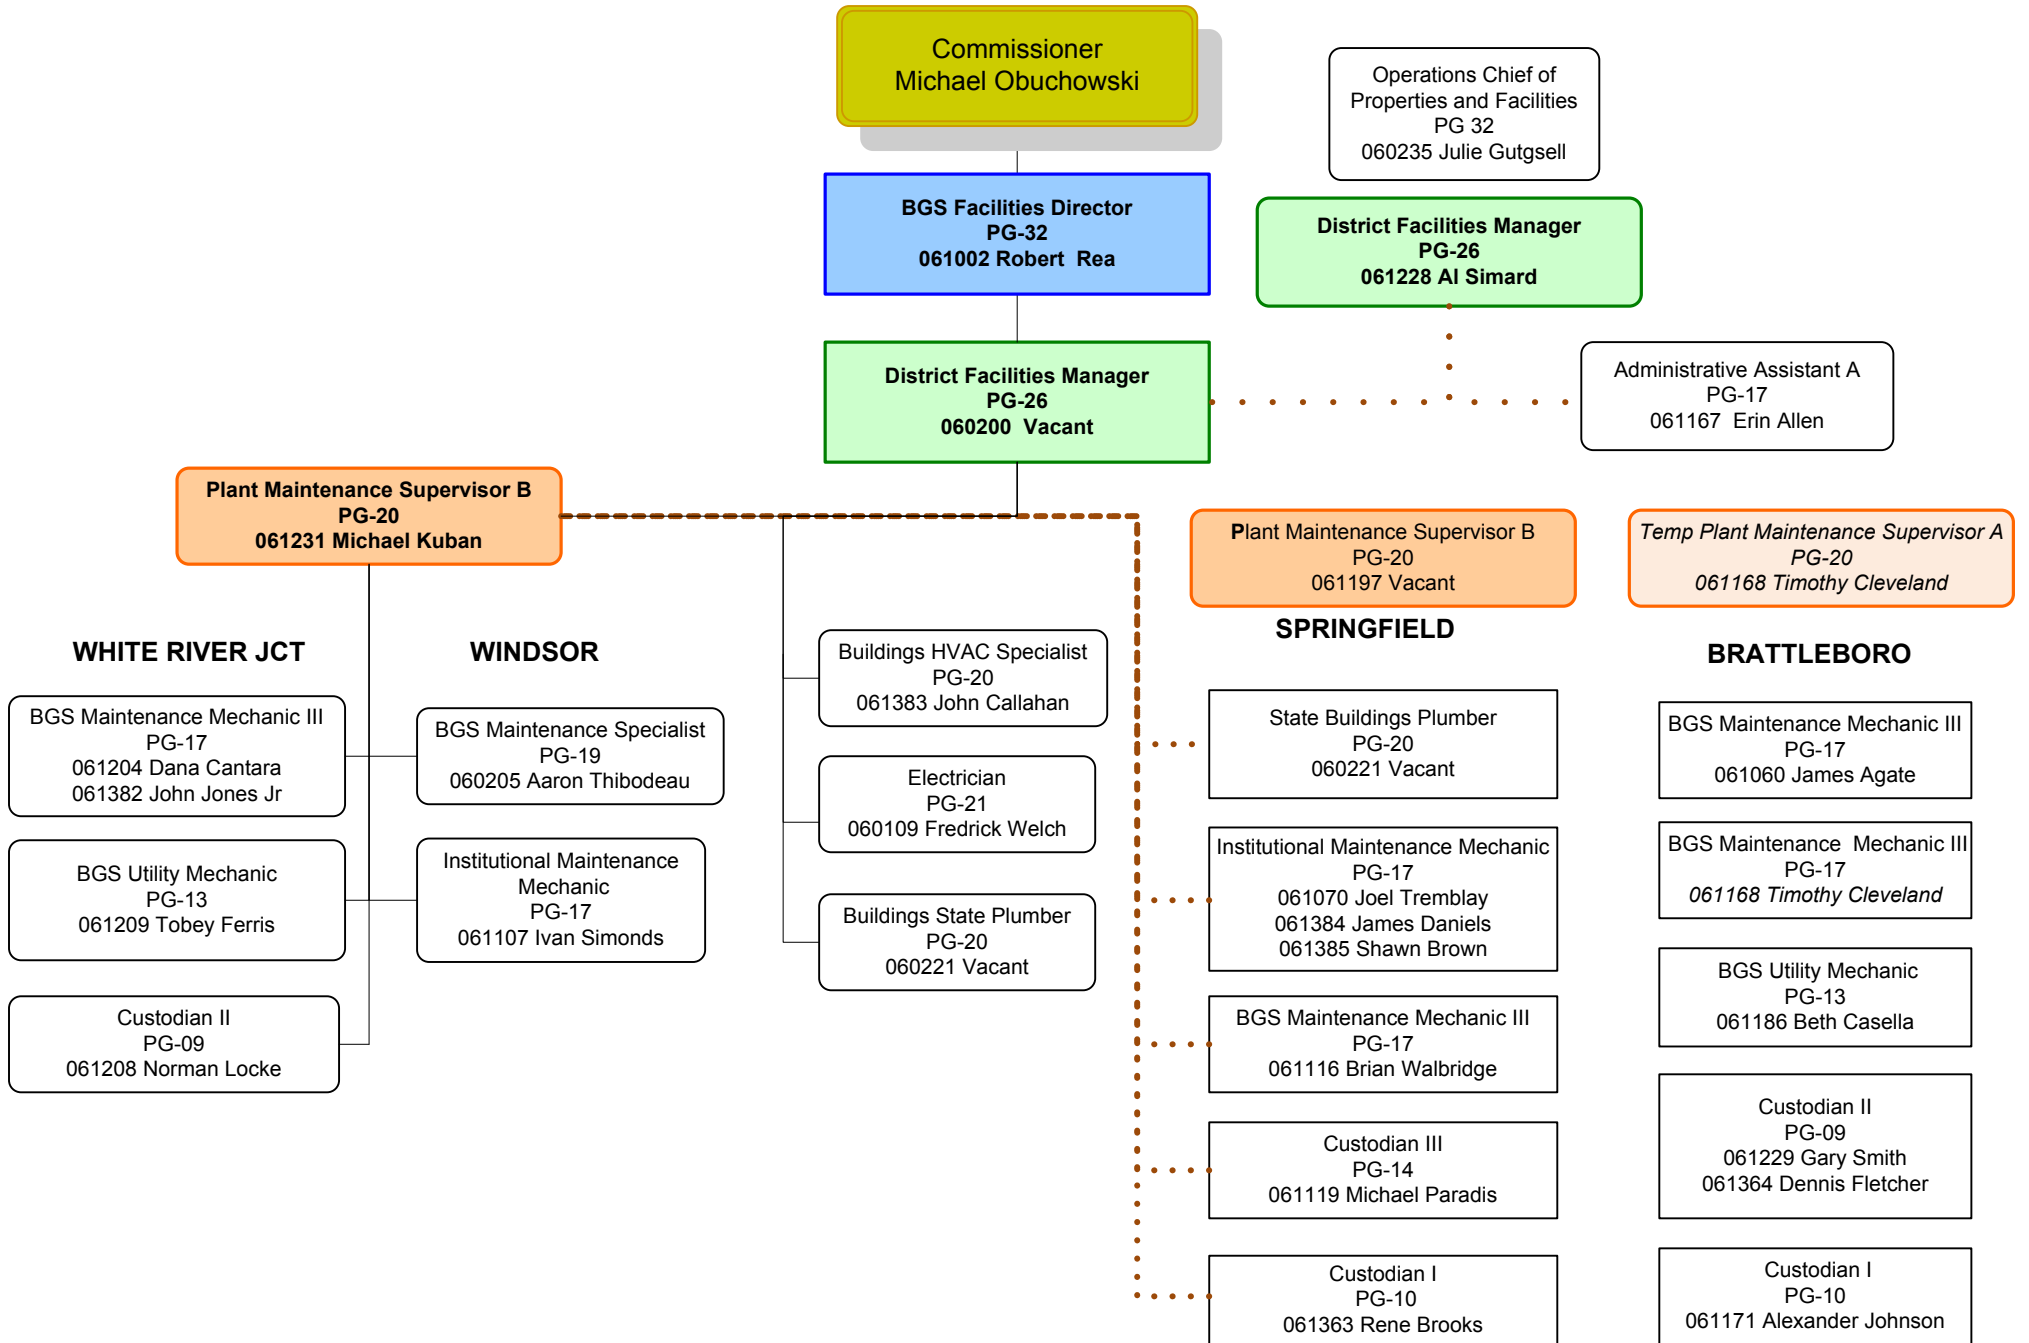 Commissioner
Michael Obuchowski
Operations Chief of
Properties and Facilities
PG 32
060235 Julie Gutgsell
BGS Facilities Director
PG-32
061002 Robert  Rea
District Facilities Manager
PG-26
061228 Al Simard
District Facilities Manager
PG-26
060200  Vacant
Administrative Assistant A
PG-17
061167  Erin Allen
Plant Maintenance Supervisor B
PG-20
061231 Michael Kuban
Plant Maintenance Supervisor B
PG-20
061197 Vacant
Temp Plant Maintenance Supervisor A
PG-20
061168 Timothy Cleveland
WHITE RIVER JCT
BGS Maintenance Mechanic III
PG-17
061204 Dana Cantara
061382 John Jones Jr
BGS Utility Mechanic
PG-13
061209 Tobey Ferris
Custodian II
PG-09
061208 Norman Locke
WINDSOR
BGS Maintenance Specialist
PG-19
060205 Aaron Thibodeau
Institutional Maintenance
Mechanic
PG-17
061107 Ivan Simonds
Buildings HVAC Specialist
PG-20
061383 John Callahan
Electrician
PG-21
060109 Fredrick Welch
Buildings State Plumber
PG-20
060221 Vacant
SPRINGFIELD
State Buildings Plumber
PG-20
060221 Vacant
Institutional Maintenance Mechanic
PG-17
061070 Joel Tremblay
061384 James Daniels
061385 Shawn Brown
BGS Maintenance Mechanic III
PG-17
061116 Brian Walbridge
Custodian III
PG-14
061119 Michael Paradis
Custodian I
PG-10
061363 Rene Brooks
BRATTLEBORO
BGS Maintenance Mechanic III
PG-17
061060 James Agate
BGS Maintenance  Mechanic III
PG-17
061168 Timothy Cleveland
BGS Utility Mechanic
PG-13
061186 Beth Casella
Custodian II
PG-09
061229 Gary Smith
061364 Dennis Fletcher
Custodian I
PG-10
061171 Alexander Johnson